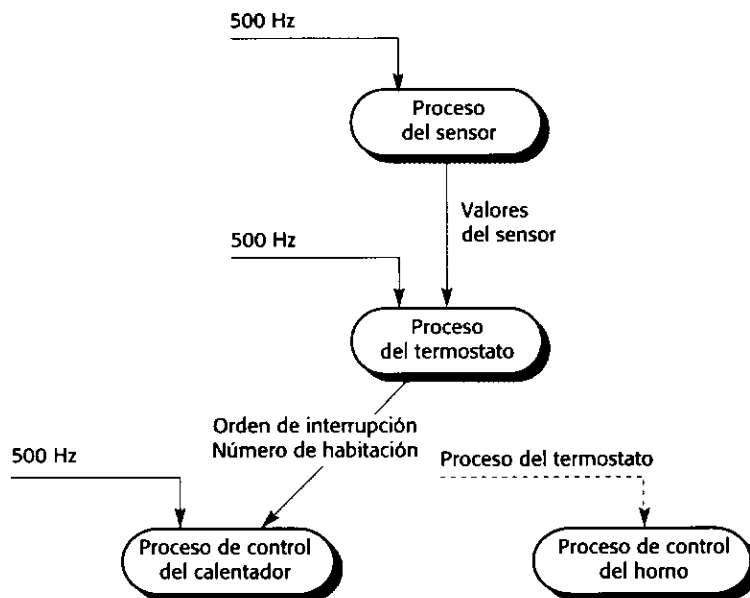 500 Hz
Proceso
del sensor
Valores
del sensor
500 Hz
Proceso
del termostato
Orden de interrupción
Número de habitación
500 Hz
Proceso del termostato
Proceso de control
del calentador
Proceso de control
del horno